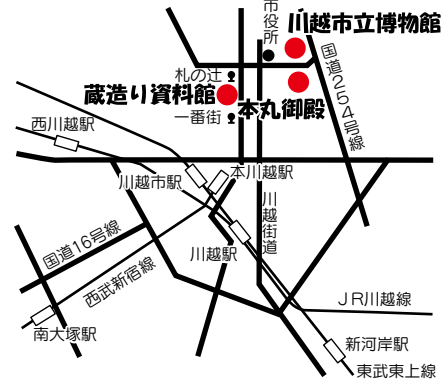 市役所
川越市立博物館
国道254号線
札の辻
蔵造り資料館
本丸御殿
一番街
西川越駅
川越市駅
本川越駅
川越街道
国道16号線
川越駅
西武新宿線
JR川越線
南大塚駅
新河岸駅
東武東上線